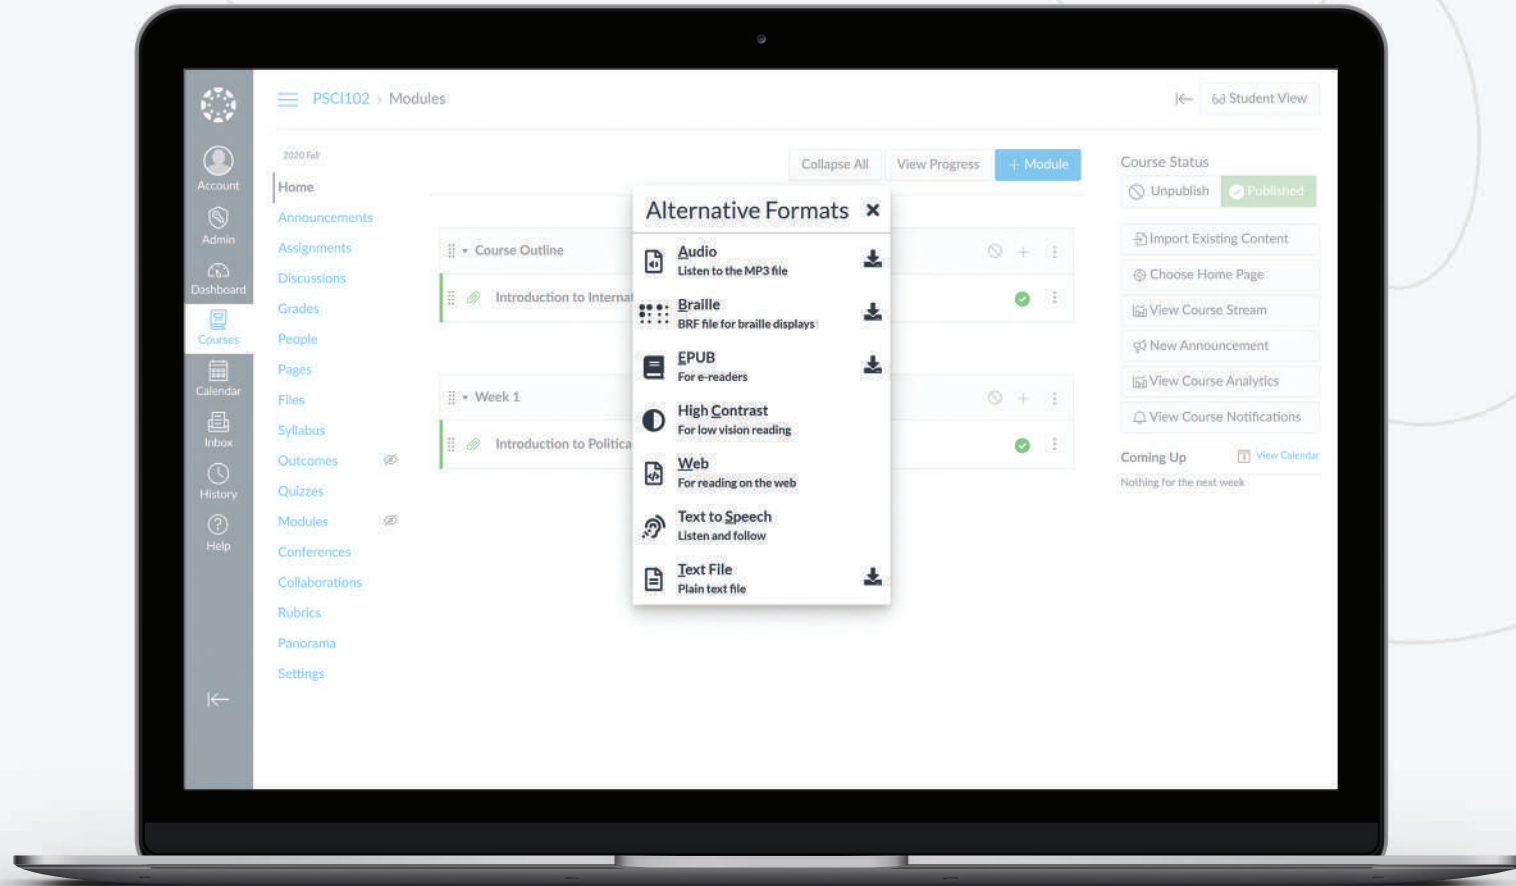 PSCI102 › Modules
Student View
Account
Admin
Dashboard
Courses
Calendar
Inbox
History
Help
2020 Fall
Home
Announcements
Assignments
Discussions
Grades
People
Pages
Files
Syllabus
Outcomes
Quizzes
Modules
Conferences
Collaborations
Rubrics
Panorama
Settings
Collapse All
View Progress
+ Module
Course Outline
Introduction to
Week 1
Introduction to
Alternative Formats
Audio
Listen to the MP3 file
Braille
BRF file for braille displays
EPUB
For e-readers
High Contrast
For low vision reading
Web
For reading on the web
Text to Speech
Listen and follow
Text File
Plain text file
Course Status
Unpublish
Published
Import Existing Content
Choose Home Page
View Course Stream
New Announcement
View Course Analytics
View Course Notifications
Coming Up
View Calendar
Nothing for the next week